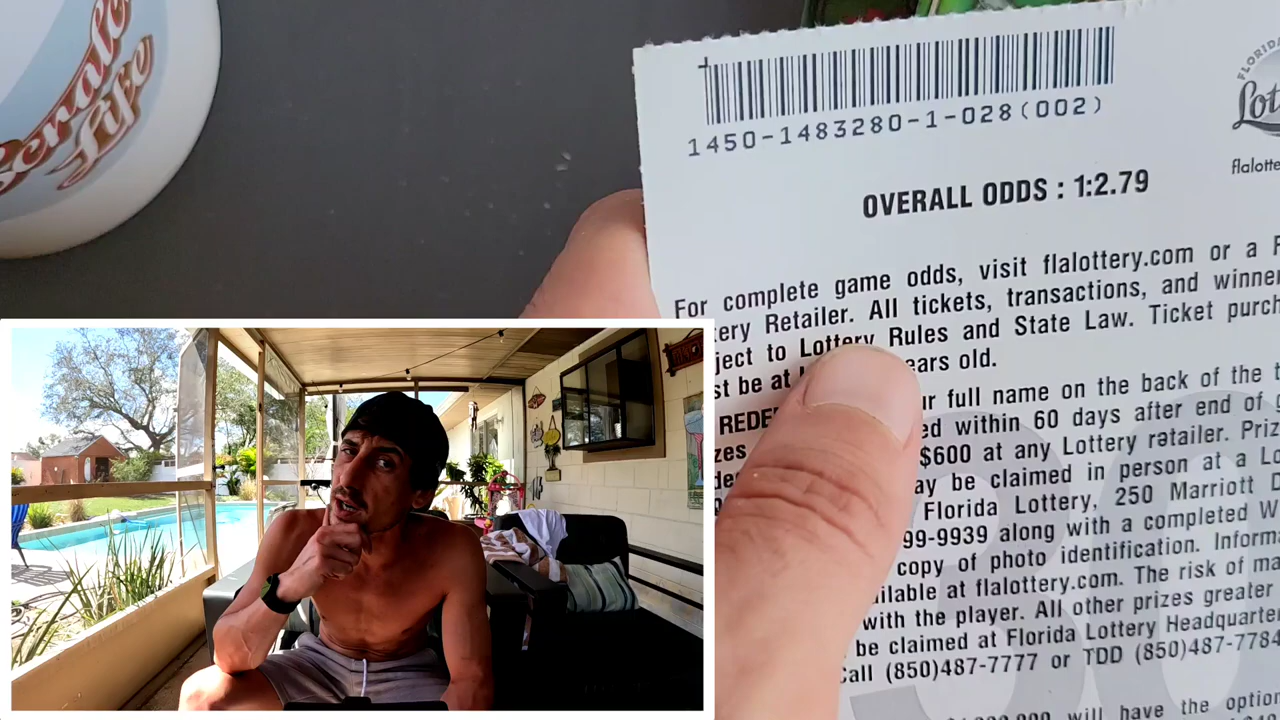 Scratch
Life
1450-1483280-1-028(002)
FLORIDA
Lot
flalotte
OVERALL ODDS : 1:2.79
For complete game odds, visit flalottery.com or a F
tery Retailer. All tickets, transactions, and winner
ject to Lottery Rules and State Law. Ticket purch
st be at ears old.
REDE r full name on the back of the t
zes ed within 60 days after end of
$600 at any Lottery retailer. Priz
ay be claimed in person at a Lo
Florida Lottery, 250 Marriott D
99-9939 along with a completed W
copy of photo identification. Informa
ilable at flalottery.com. The risk of ma
with the player. All other prizes greater
be claimed at Florida Lottery Headquarter
Call (850)487-7777 or TDD (850)487-7784
will have the option
30